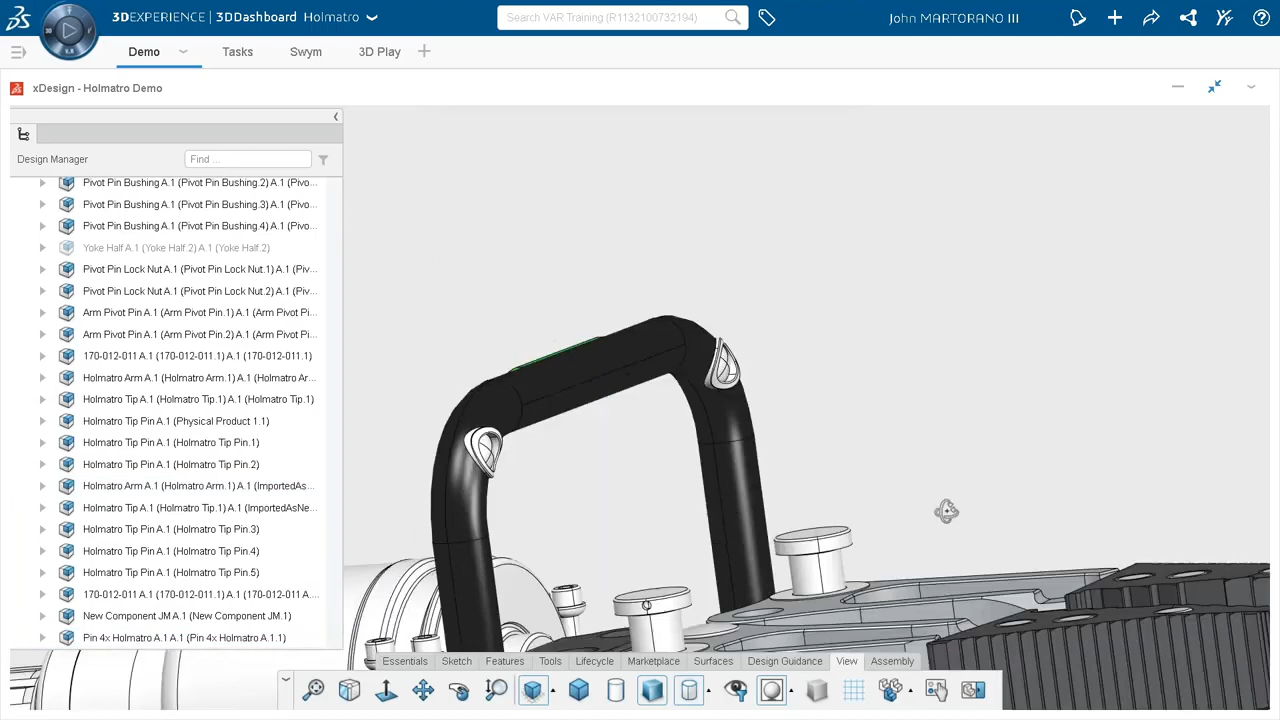 3DEXPERIENCE | 3DDashboard Holmatro
Search VAR Training (R1132100732194)
John MARTORANO III
3D
V.R
Demo
Tasks
Swym
3D Play
xDesign - Holmatro Demo
Design Manager
Find ...
Pivot Pin Bushing A.1 (Pivot Pin Bushing.2) A.1 (Pivo...
Pivot Pin Bushing A.1 (Pivot Pin Bushing.3) A.1 (Pivo...
Pivot Pin Bushing A.1 (Pivot Pin Bushing.4) A.1 (Pivo...
Yoke Half A.1 (Yoke Half.2) A.1 (Yoke Half.2)
Pivot Pin Lock Nut A.1 (Pivot Pin Lock Nut.1) A.1 (Piv...
Pivot Pin Lock Nut A.1 (Pivot Pin Lock Nut.2) A.1 (Piv...
Arm Pivot Pin A.1 (Arm Pivot Pin.1) A.1 (Arm Pivot Pi...
Arm Pivot Pin A.1 (Arm Pivot Pin.2) A.1 (Arm Pivot Pi...
170-012-011 A.1 (170-012-011.1) A.1 (170-012-011.1)
Holmatro Arm A.1 (Holmatro Arm.1) A.1 (Holmatro Ar...
Holmatro Tip A.1 (Holmatro Tip.1) A.1 (Holmatro Tip.1)
Holmatro Tip Pin A.1 (Physical Product 1.1)
Holmatro Tip Pin A.1 (Holmatro Tip Pin.1)
Holmatro Tip Pin A.1 (Holmatro Tip Pin.2)
Holmatro Arm A.1 (Holmatro Arm.1) A.1 (ImportedAs...
Holmatro Tip A.1 (Holmatro Tip.1) A.1 (ImportedAsNe...
Holmatro Tip Pin A.1 (Holmatro Tip Pin.3)
Holmatro Tip Pin A.1 (Holmatro Tip Pin.4)
Holmatro Tip Pin A.1 (Holmatro Tip Pin.5)
170-012-011 A.1 (170-012-011.1) A.1 (170-012-011 A...
New Component JM A.1 (New Component JM.1)
Pin 4x Holmatro A.1 A.1 (Pin 4x Holmatro A.1.1)
Essentials
Sketch
Features
Tools
Lifecycle
Marketplace
Surfaces
Design Guidance
View
Assembly